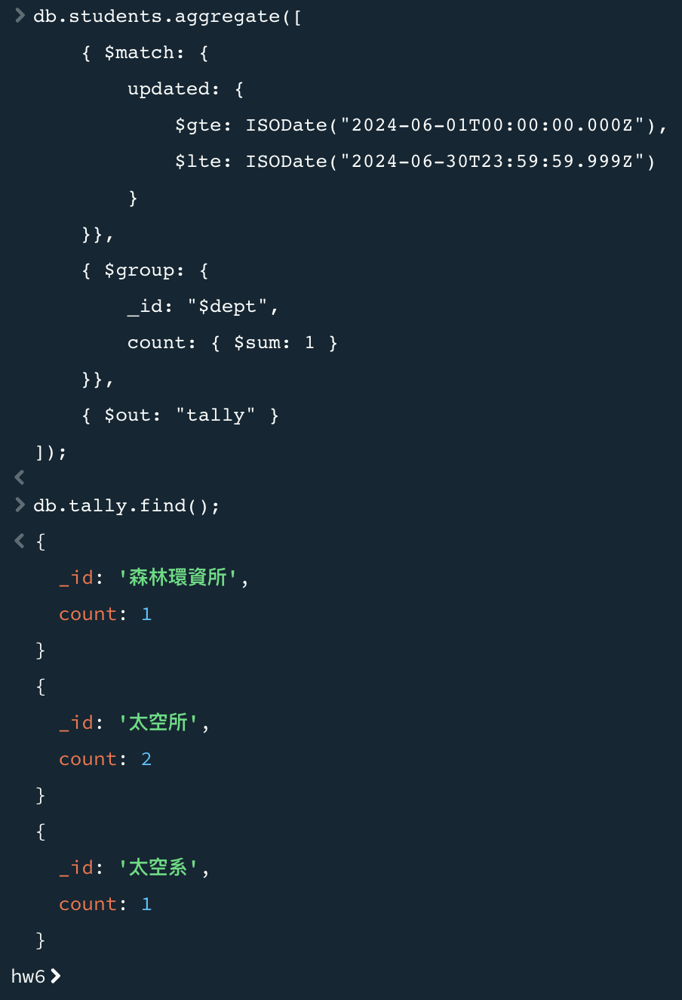 > db.students.aggregate([
{ $match: {
updated: {
$gte: ISODate("2024-06-01T00:00:00.000Z"),
$lte: ISODate("2024-06-30T23:59:59.999Z")
}
}},
{ $group: {
_id: "$dept",
count: { $sum: 1 }
}},
{ $out: "tally" }
]);
<
> db.tally.find();
< {
_id: '森林環資所',
count: 1
}
{
_id: '太空所',
count: 2
}
{
_id: '太空系',
count: 1
}
hw6 >